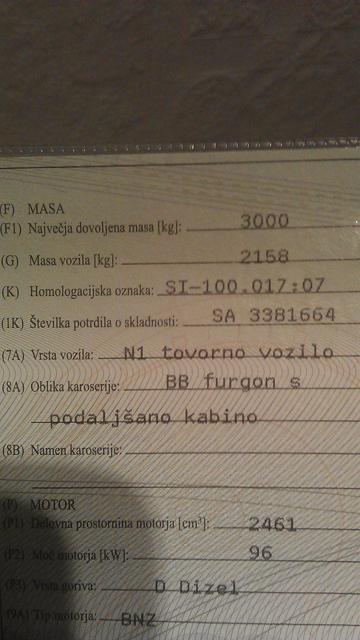 (F) MASA
(F1) Največja dovoljena masa [kg]: 3000
(G) Masa vozila [kg]: 2158
(K) Homologacijska oznaka: SI-100.017:07
(1K) Številka potrdila o skladnosti: SA 3381664
(7A) Vrsta vozila: N1 tovorno vozilo
(8A) Oblika karoserije: BB furgon s
podaljšano kabino
(8B) Namen karoserije:
(P) MOTOR
(P1) Delovna prostornina motorja [cm³]: 2461
(P2) Moč motorja [kW]: 96
(P3) Vrsta goriva: D Dizel
(9A) Tip motorja: BNZ